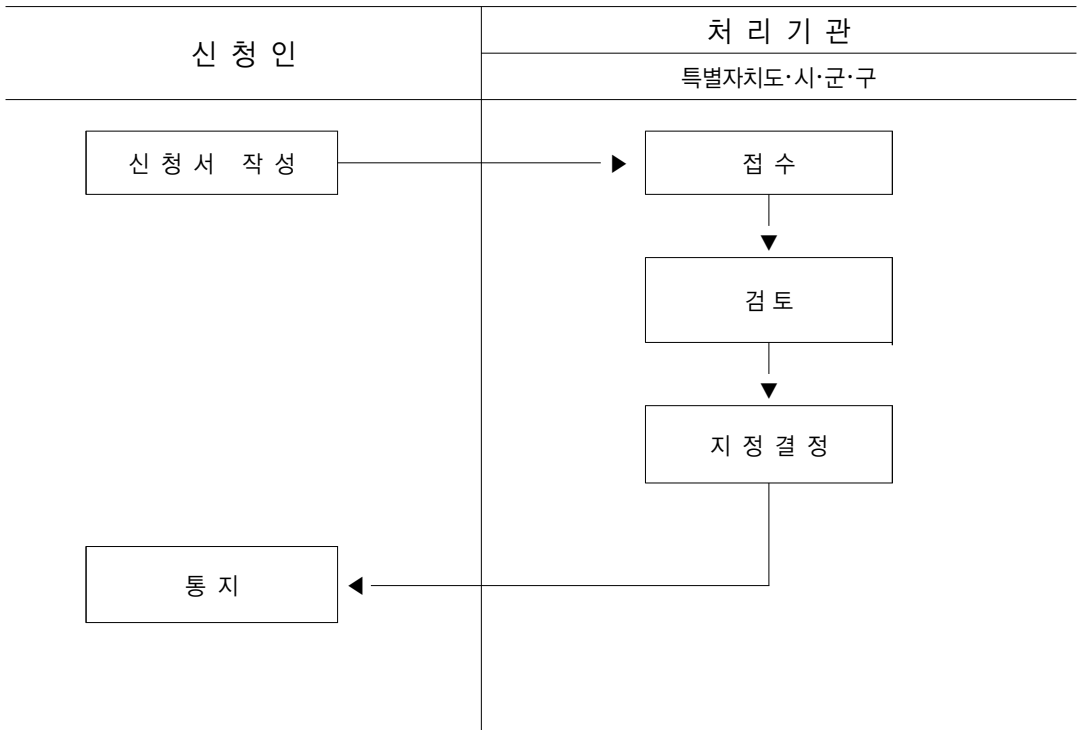 신 청 인
처 리 기 관
특별자치도·시·군·구
신 청 서 작 성
접 수
검 토
지 정 결 정
통 지